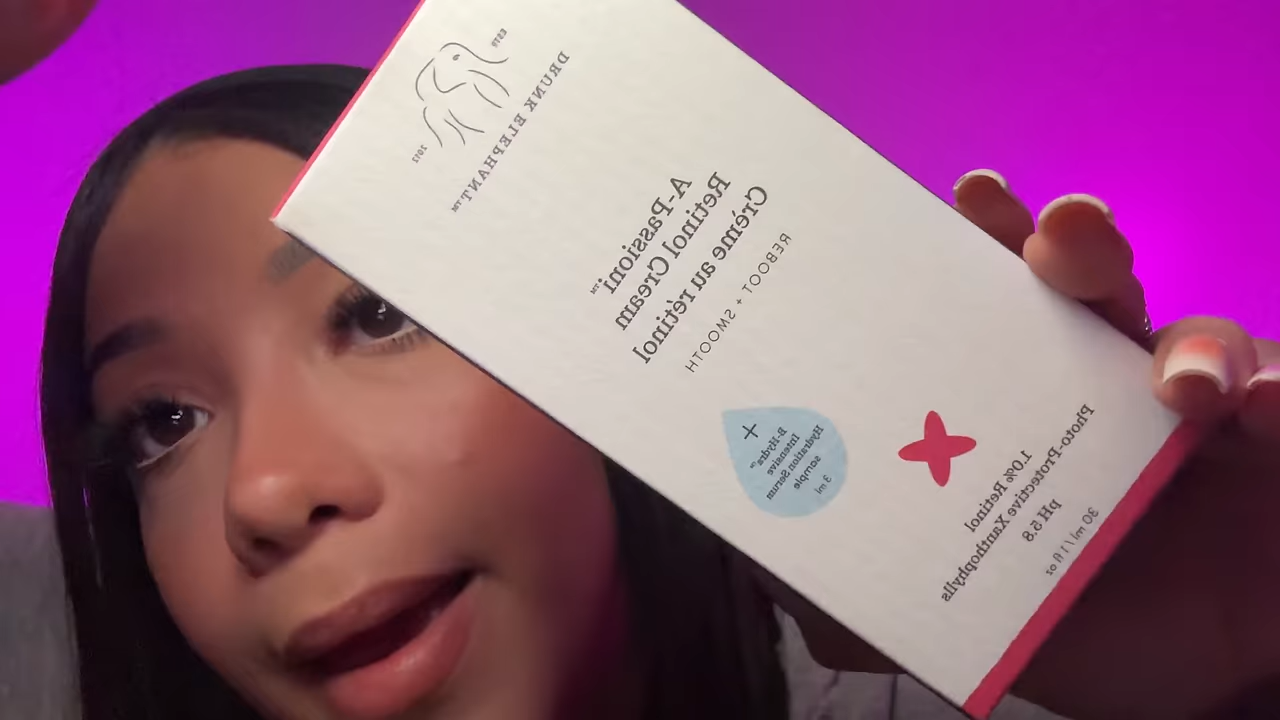 ESTD
2012
DRUNK ELEPHANT™
A-Passioni™
Retinol Cream
Crème au rétinol
REBOOT + SMOOTH
+
B-Hydra™
Intensive
Hydration Serum
sample
3 ml
Photo-Protective Xanthophylls
1.0% Retinol
pH 5.8
30 ml / 1 fl oz